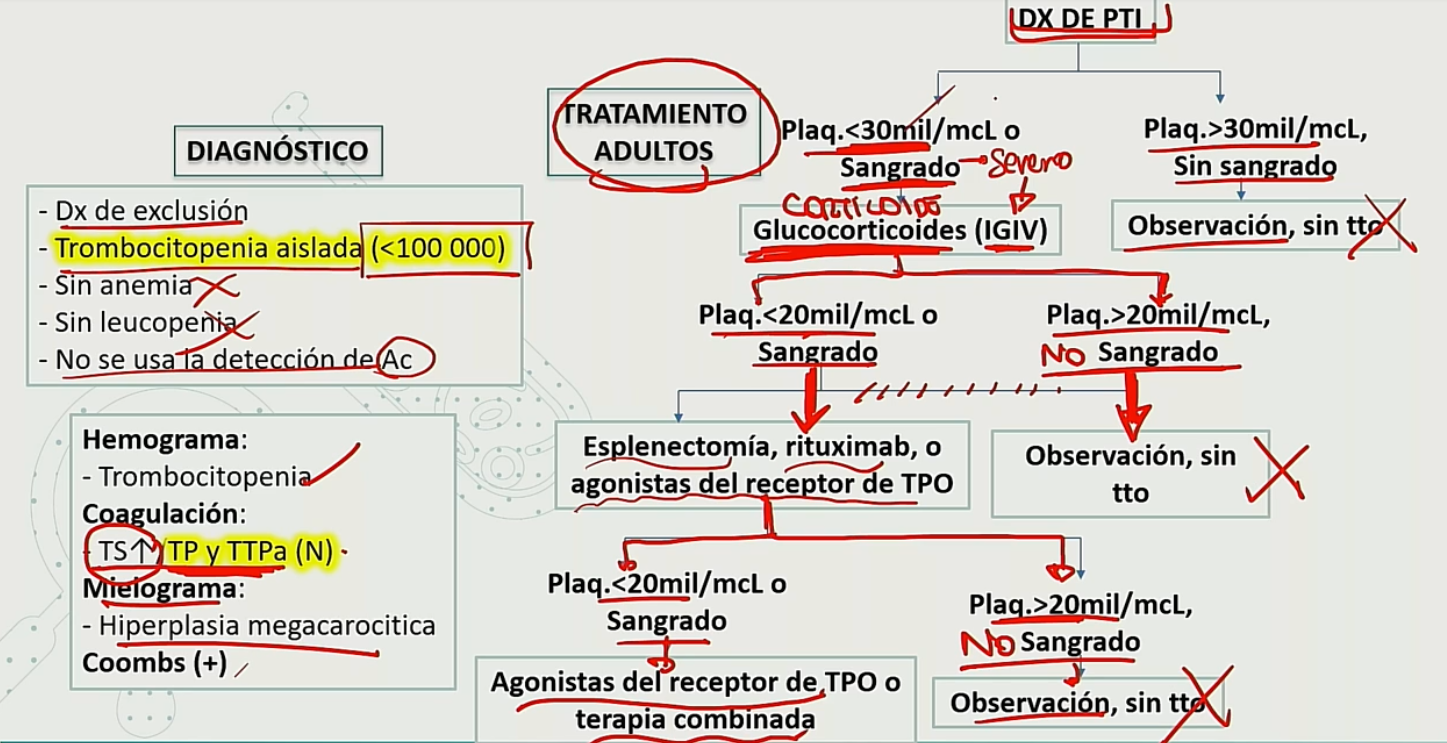 DIAGNÓSTICO
- Dx de exclusión
- Trombocitopenia aislada (<100 000)
- Sin anemia
- Sin leucopenia
- No se usa la detección de Ac
Hemograma:
- Trombocitopenia
Coagulación:
- TS↑, TP y TTPa (N)
Mielograma:
- Hiperplasia megacarocitica
Coombs (+)
TRATAMIENTO
ADULTOS
DX DE PTI
Plaq.<30mil/mcL o
Sangrado → Severo
CORTICOIDE
Glucocorticoides (IGIV)
Plaq.>30mil/mcL,
Sin sangrado
Observación, sin tto
Plaq.<20mil/mcL o
Sangrado
Plaq.>20mil/mcL,
NO Sangrado
Esplenectomía, rituximab, o
agonistas del receptor de TPO
Observación, sin
tto
Plaq.<20mil/mcL o
Sangrado
Plaq.>20mil/mcL,
NO Sangrado
Agonistas del receptor de TPO o
terapia combinada
Observación, sin tto